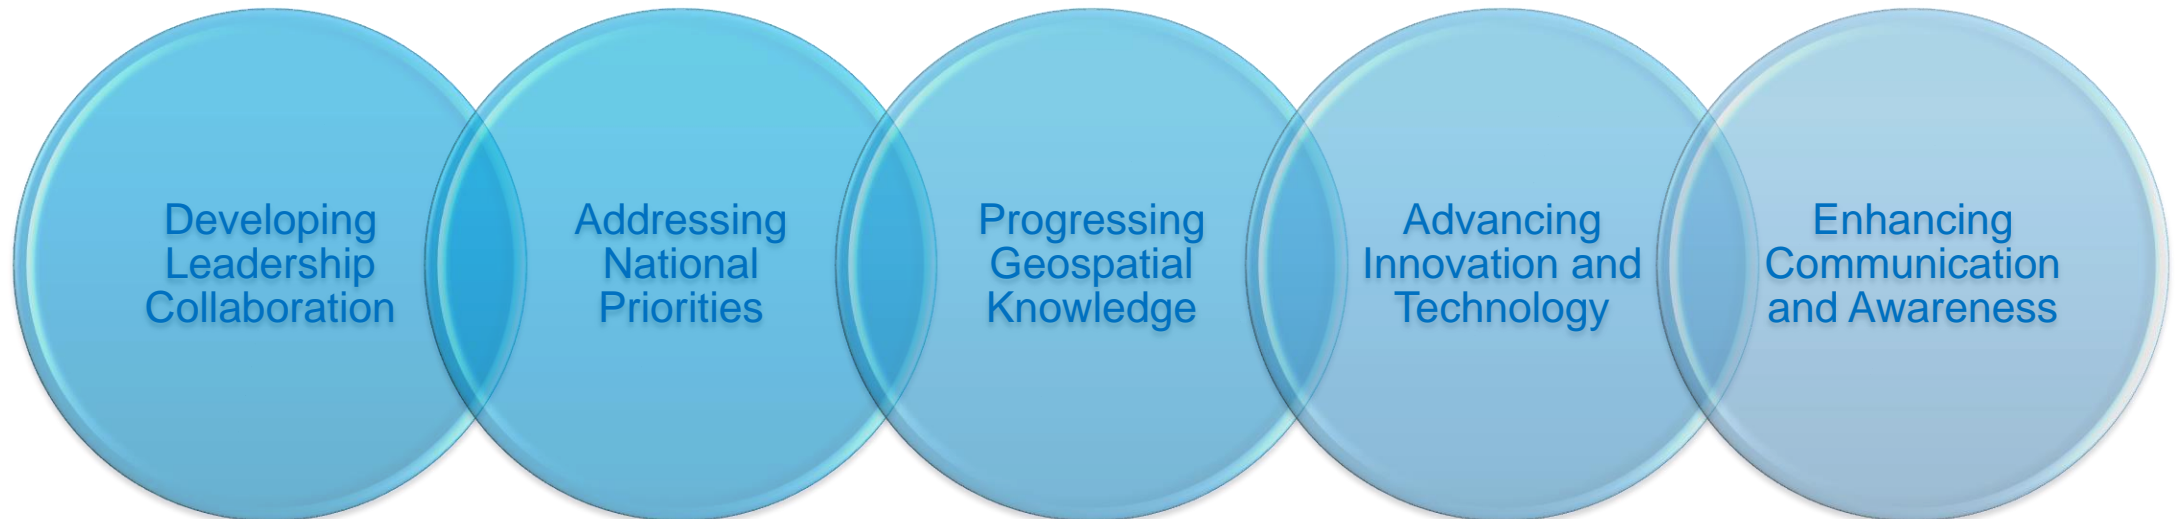 Developing
Leadership
Collaboration
Addressing
National
Priorities
Progressing
Geospatial
Knowledge
Advancing
Innovation and
Technology
Enhancing
Communication
and Awareness